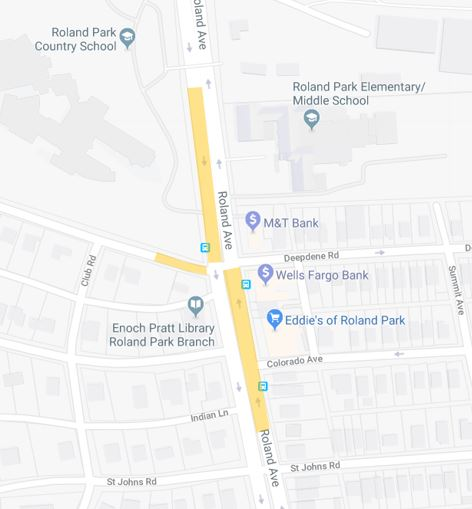 Roland Ave
Roland Park
Country School
Roland Park Elementary/
Middle School
Roland Ave
M&T Bank
Deepdene Rd
De
Club Rd
Wells Fargo Bank
Summit Ave
Enoch Pratt Library
Roland Park Branch
Eddie's of Roland Park
Colorado Ave
Indian Ln
Roland Ave
St Johns Rd
St Johns Rd